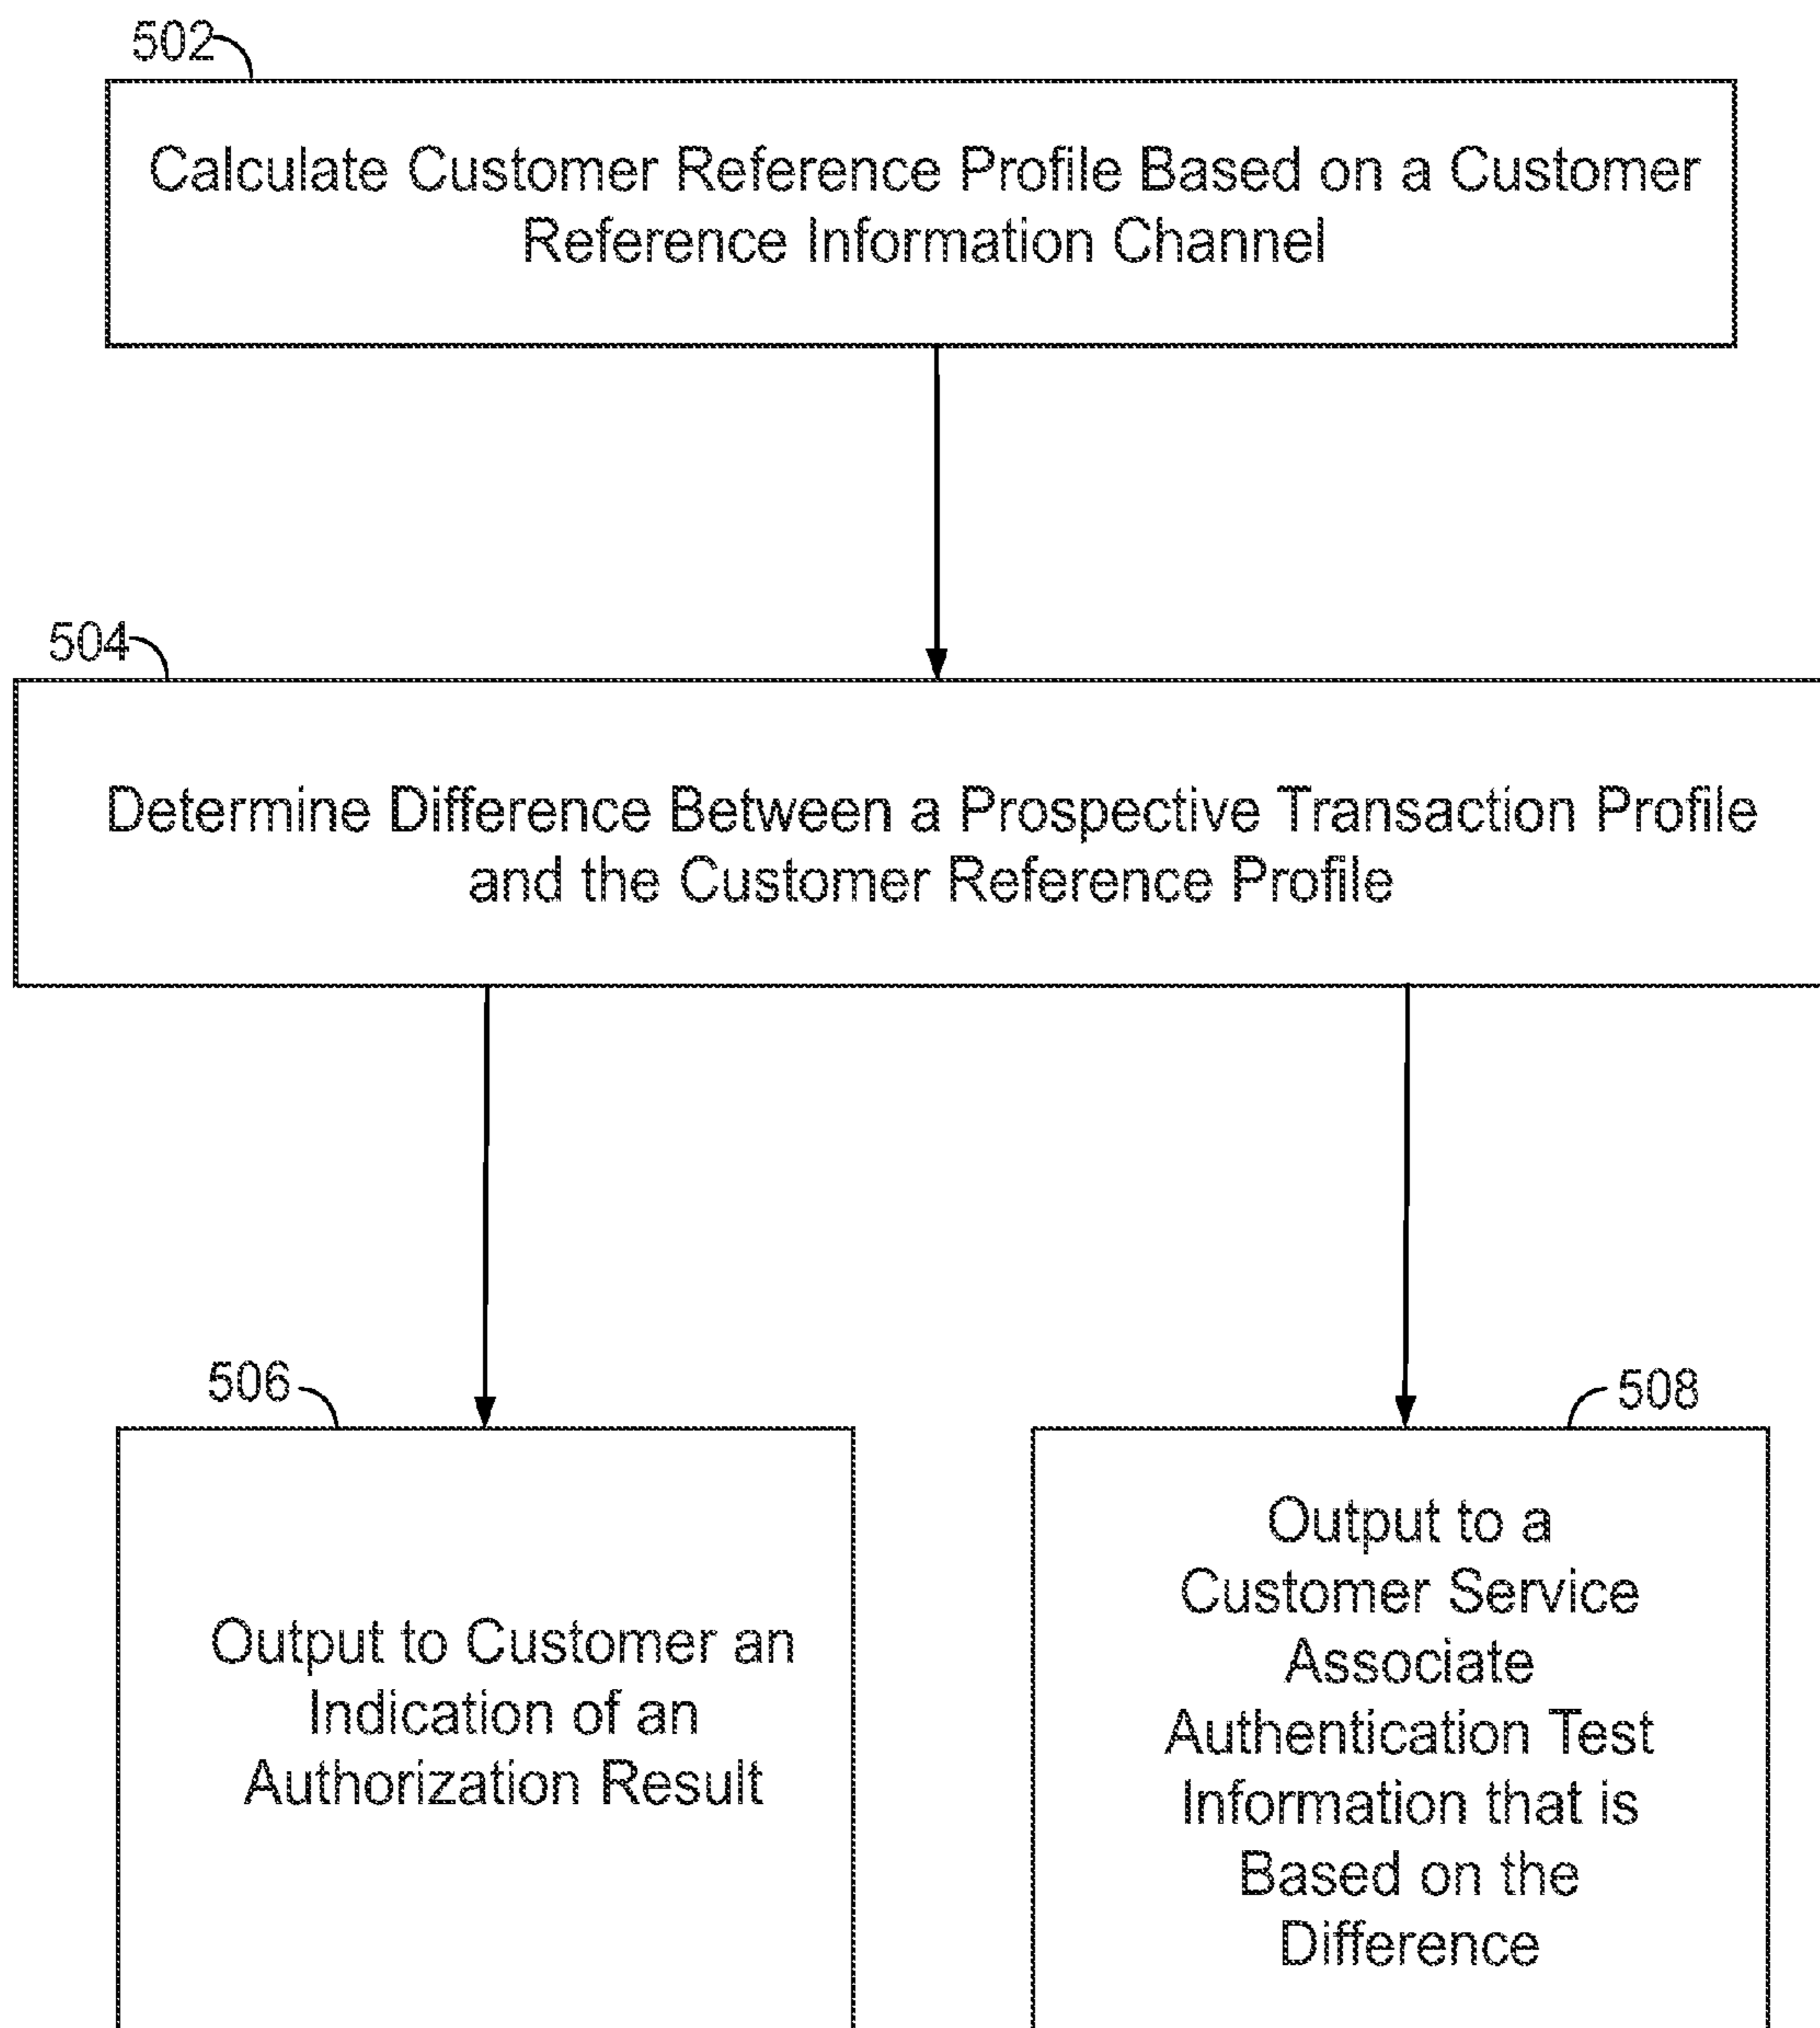 502
Calculate Customer Reference Profile Based on a Customer
Reference Information Channel
504
Determine Difference Between a Prospective Transaction Profile
and the Customer Reference Profile
506
Output to Customer an
Indication of an
Authorization Result
508
Output to a
Customer Service
Associate
Authentication Test
Information that is
Based on the
Difference